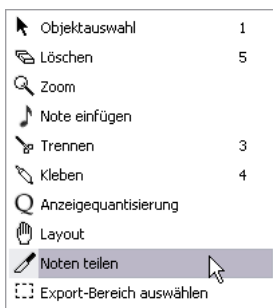 Objektauswahl 1
Löschen 5
Zoom
Note einfügen
Trennen 3
Kleben 4
Anzeigequantisierung
Layout
Noten teilen
Export-Bereich auswählen